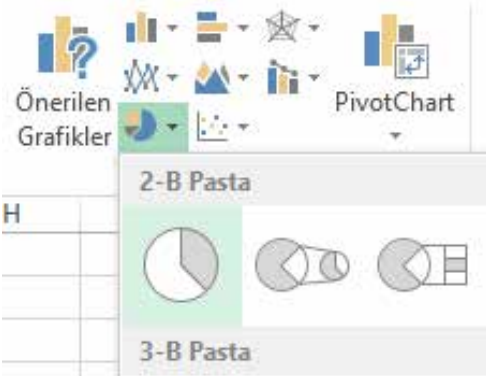 Önerilen
Grafikler
PivotChart
H
2-B Pasta
3-B Pasta